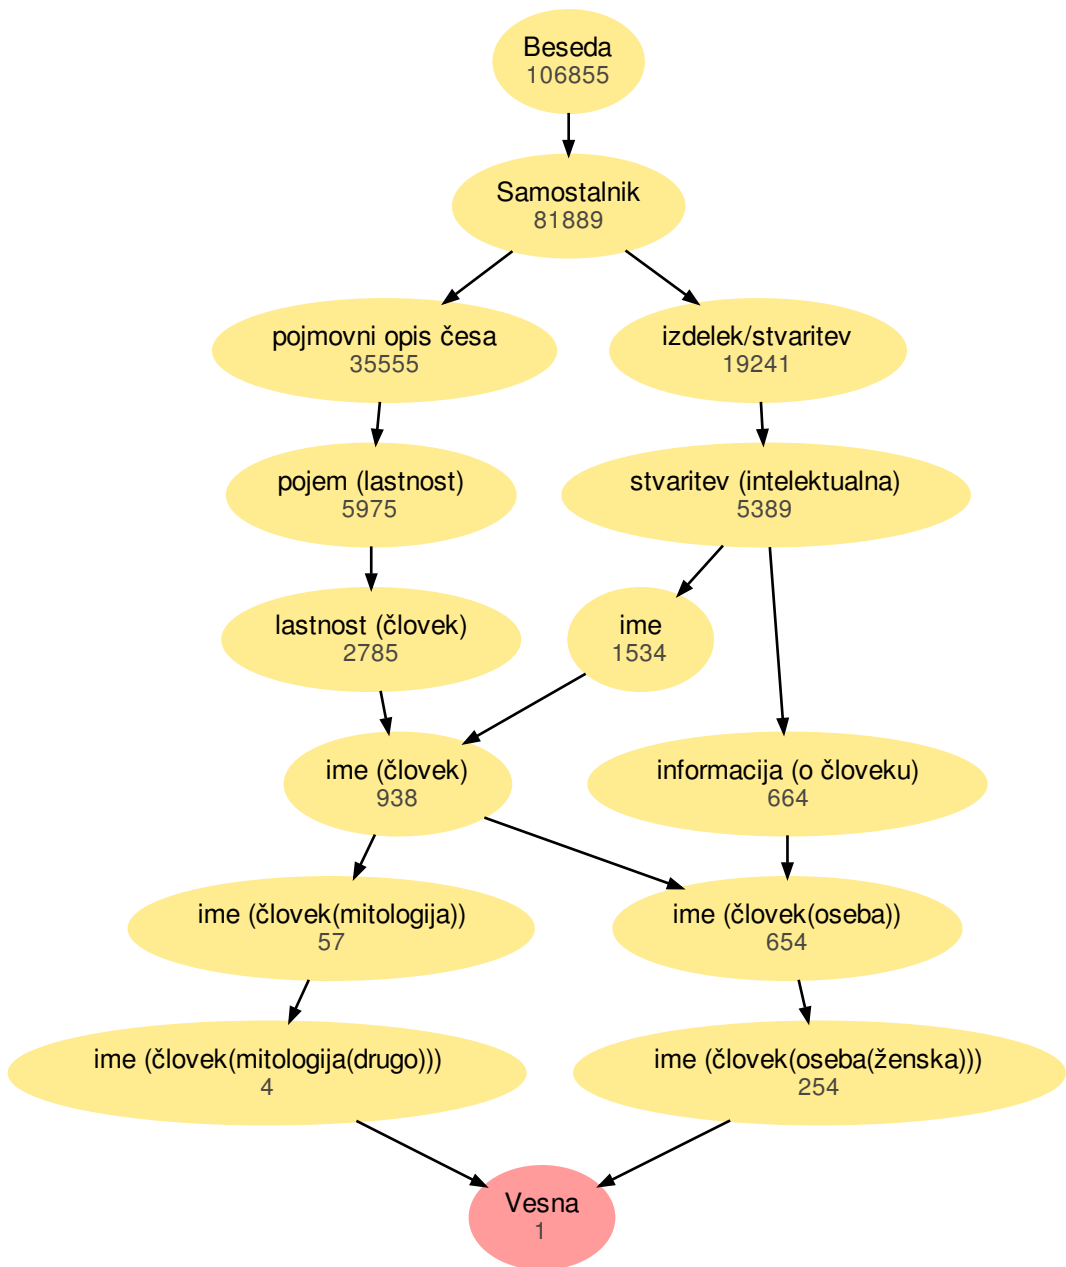 Beseda
106855
Samostalnik
81889
pojmovni opis česa
35555
izdelek/stvaritev
19241
pojem (lastnost)
5975
stvaritev (intelektualna)
5389
lastnost (človek)
2785
ime
1534
ime (človek)
938
informacija (o človeku)
664
ime (človek(mitologija))
57
ime (človek(oseba))
654
ime (človek(mitologija(drugo)))
4
ime (človek(oseba(ženska)))
254
Vesna
1